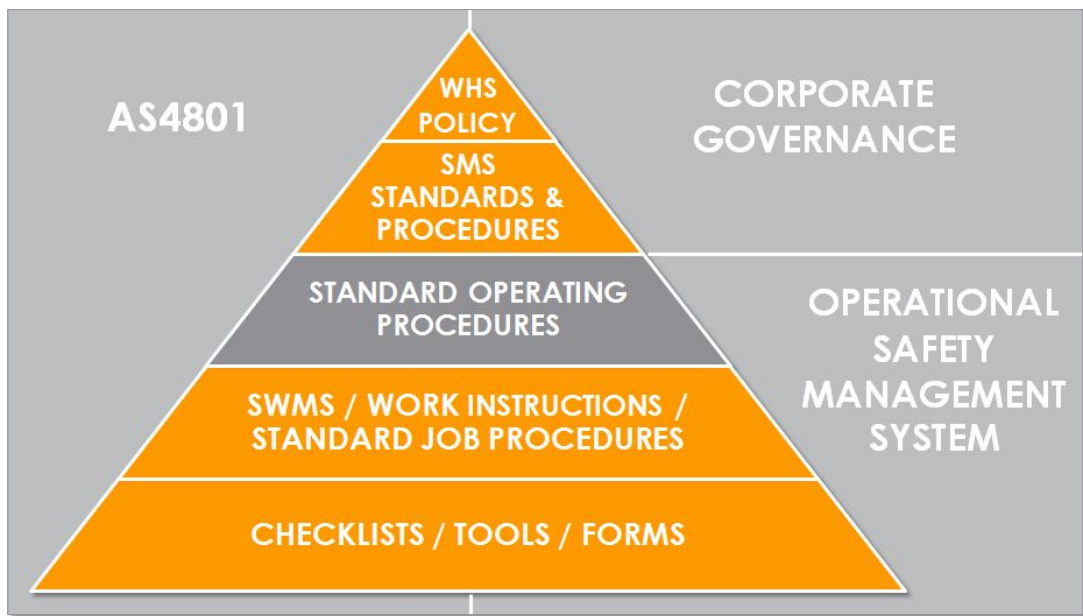 AS4801
WHS
POLICY
SMS
STANDARDS &
PROCEDURES
STANDARD OPERATING
PROCEDURES
SWMS / WORK INSTRUCTIONS /
STANDARD JOB PROCEDURES
CHECKLISTS / TOOLS / FORMS
CORPORATE
GOVERNANCE
OPERATIONAL
SAFETY
MANAGEMENT
SYSTEM